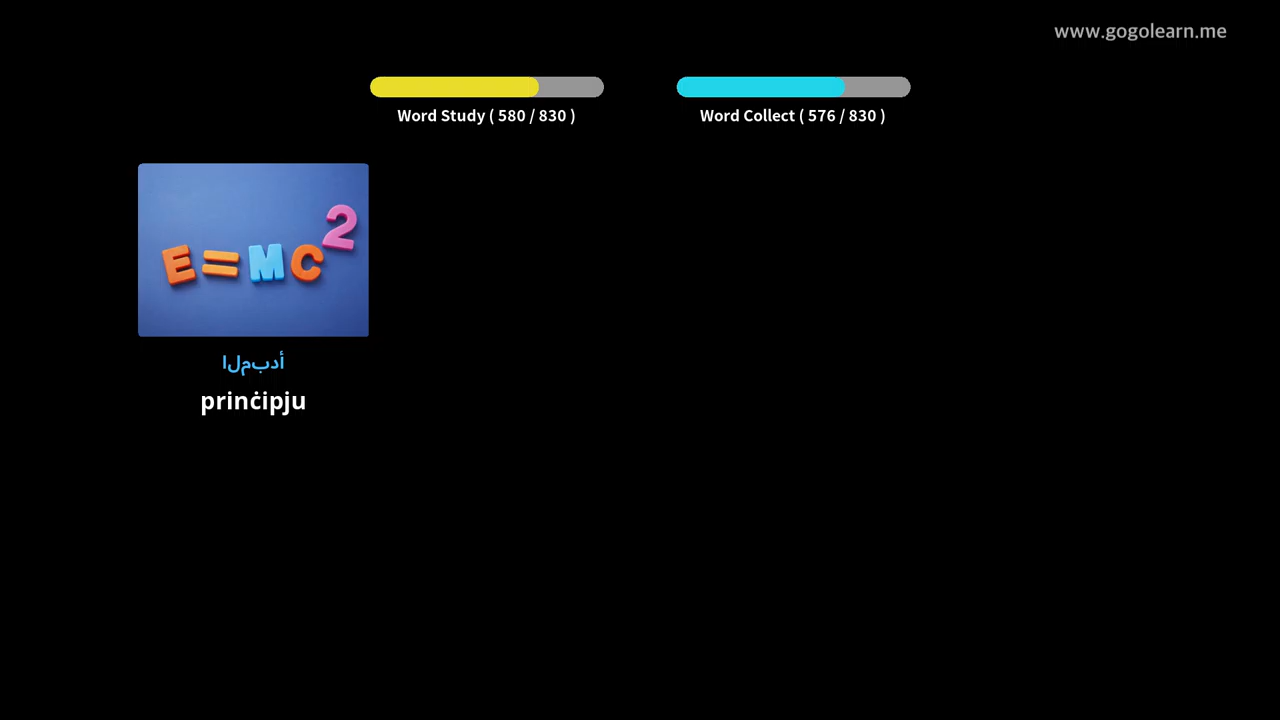 www.gogolearn.me
Word Study ( 580 / 830 )
Word Collect ( 576 / 830 )
E=MC2
المبدأ
prinċipju